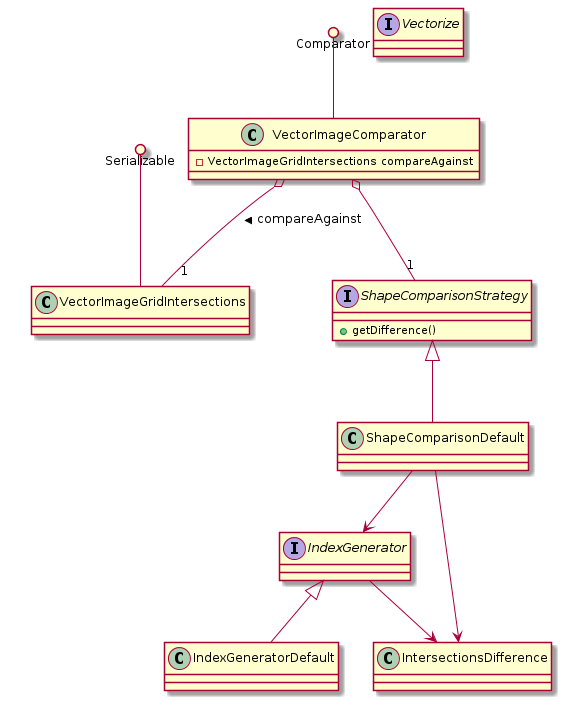 I Vectorize
Comparator
C VectorImageComparator
VectorImageGridIntersections compareAgainst
Serializable
◀ compareAgainst
1
1
C VectorImageGridIntersections
I ShapeComparisonStrategy
getDifference()
C ShapeComparisonDefault
I IndexGenerator
C IndexGeneratorDefault
C IntersectionsDifference